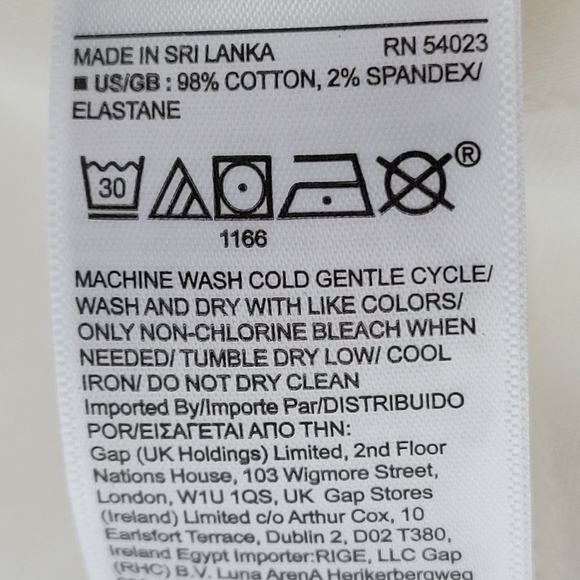 MADE IN SRI LANKA RN 54023
US/GB : 98% COTTON, 2% SPANDEX/
ELASTANE
30 ®
1166
MACHINE WASH COLD GENTLE CYCLE/
WASH AND DRY WITH LIKE COLORS/
ONLY NON-CHLORINE BLEACH WHEN
NEEDED/ TUMBLE DRY LOW/ COOL
IRON/ DO NOT DRY CLEAN
Imported By/Importe Par/DISTRIBUIDO
POR/ΕΙΣΑΓΕΤΑΙ ΑΠΟ ΤΗΝ:
Gap (UK Holdings) Limited, 2nd Floor
Nations House, 103 Wigmore Street,
London, W1U 1QS, UK Gap Stores
(Ireland) Limited c/o Arthur Cox, 10
Earlsfort Terrace, Dublin 2, D02 T380,
Ireland Egypt Importer:RIGE, LLC Gap
(RHC) B.V. Luna ArenA Herikerbergweg